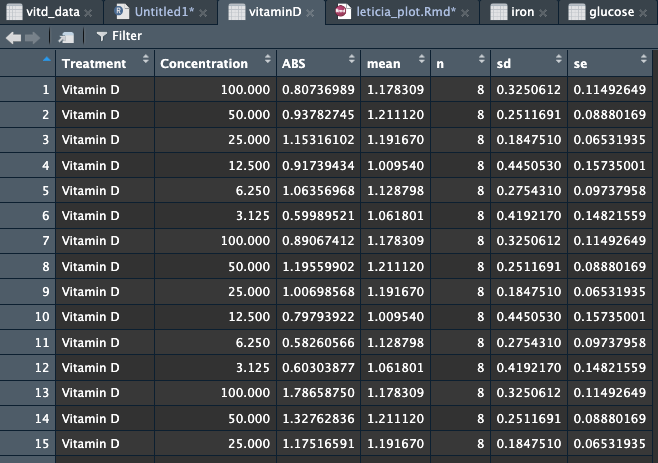 vitd_data × Untitled1* × vitaminD × leticia_plot.Rmd* × iron × glucose
Filter
Treatment Concentration ABS mean n sd se
1 Vitamin D 100.000 0.80736989 1.178309 8 0.3250612 0.11492649
2 Vitamin D 50.000 0.93782745 1.211120 8 0.2511691 0.08880169
3 Vitamin D 25.000 1.15316102 1.191670 8 0.1847510 0.06531935
4 Vitamin D 12.500 0.91739434 1.009540 8 0.4450530 0.15735001
5 Vitamin D 6.250 1.06356968 1.128798 8 0.2754310 0.09737958
6 Vitamin D 3.125 0.59989521 1.061801 8 0.4192170 0.14821559
7 Vitamin D 100.000 0.89067412 1.178309 8 0.3250612 0.11492649
8 Vitamin D 50.000 1.19559902 1.211120 8 0.2511691 0.08880169
9 Vitamin D 25.000 1.00698568 1.191670 8 0.1847510 0.06531935
10 Vitamin D 12.500 0.79793922 1.009540 8 0.4450530 0.15735001
11 Vitamin D 6.250 0.58260566 1.128798 8 0.2754310 0.09737958
12 Vitamin D 3.125 0.60303877 1.061801 8 0.4192170 0.14821559
13 Vitamin D 100.000 1.78658750 1.178309 8 0.3250612 0.11492649
14 Vitamin D 50.000 1.32762836 1.211120 8 0.2511691 0.08880169
15 Vitamin D 25.000 1.17516591 1.191670 8 0.1847510 0.06531935